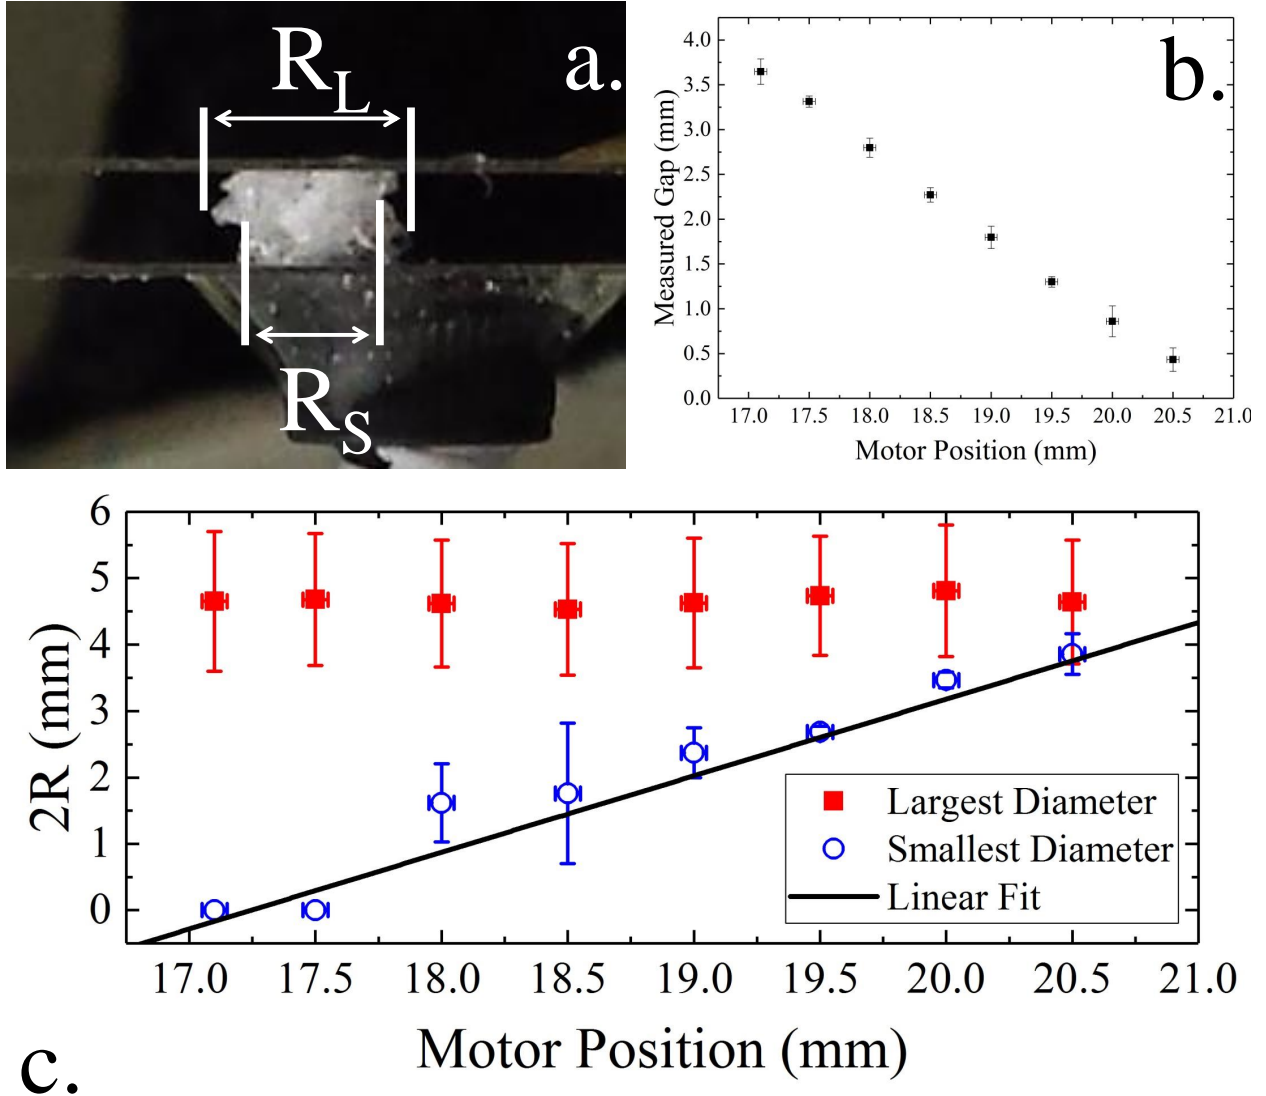 R_L
a.
R_S
b.
4.0
3.5
3.0
2.5
2.0
1.5
1.0
0.5
0.0
Measured Gap (mm)
17.0 17.5 18.0 18.5 19.0 19.5 20.0 20.5 21.0
Motor Position (mm)
6
5
4
3
2
1
0
2R (mm)
Largest Diameter
Smallest Diameter
Linear Fit
17.0 17.5 18.0 18.5 19.0 19.5 20.0 20.5 21.0
Motor Position (mm)
c.